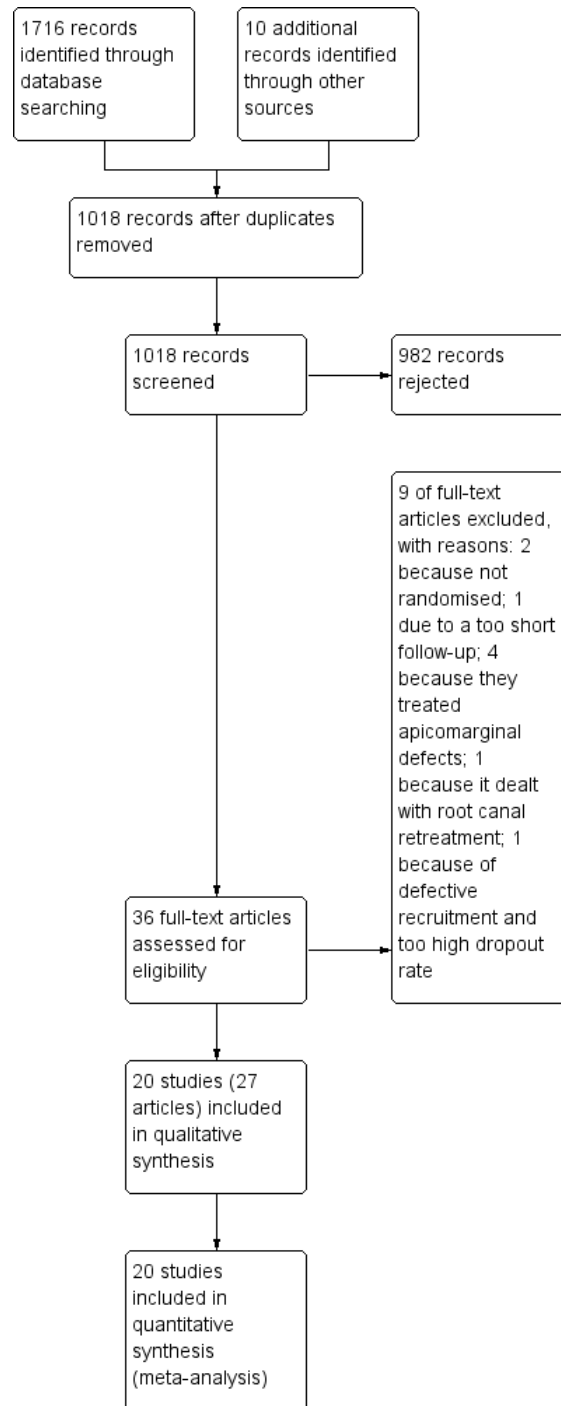 1716 records
identified through
database
searching
10 additional
records identified
through other
sources
1018 records after duplicates
removed
1018 records
screened
982 records
rejected
9 of full-text
articles excluded,
with reasons: 2
because not
randomised; 1
due to a too short
follow-up; 4
because they
treated
apicomarginal
defects; 1
because it dealt
with root canal
retreatment; 1
because of
defective
recruitment and
too high dropout
rate
36 full-text articles
assessed for
eligibility
20 studies (27
articles) included
in qualitative
synthesis
20 studies
included in
quantitative
synthesis
(meta-analysis)